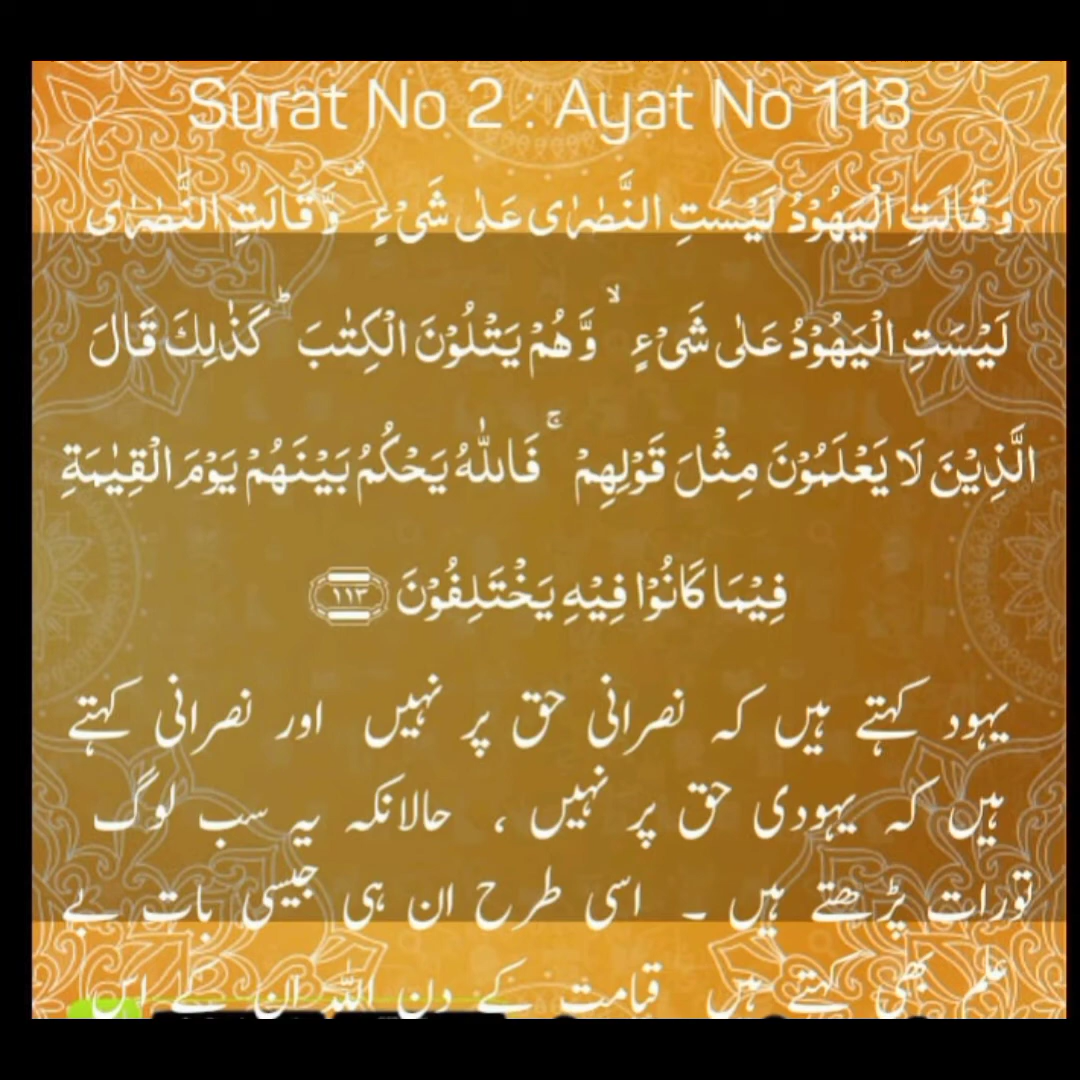 Surat No 2 : Ayat No 113
وَ قَالَتِ الْیَهُوْدُ لَیْسَتِ النَّصٰرٰی عَلٰی شَیْءٍ ۪ وَّ قَالَتِ النَّصٰرٰی
لَیْسَتِ الْیَهُوْدُ عَلٰی شَیْءٍ ۙ وَّ هُمْ یَتْلُوْنَ الْكِتٰبَ ؕ كَذٰلِكَ قَالَ
الَّذِیْنَ لَا یَعْلَمُوْنَ مِثْلَ قَوْلِهِمْ ۚ فَاللّٰهُ یَحْكُمُ بَیْنَهُمْ یَوْمَ الْقِیٰمَةِ
فِیْمَا كَانُوْا فِیْهِ یَخْتَلِفُوْنَ ﴿۱۱۳﴾
یہود کہتے ہیں کہ نصرانی حق پر نہیں اور نصرانی کہتے
ہیں کہ یہودی حق پر نہیں ، حالانکہ یہ سب لوگ
تورات پڑھتے ہیں ۔ اسی طرح ان ہی جیسی بات بے
علم بھی کہتے ہیں قیامت کے دن اللہ ان کے اس